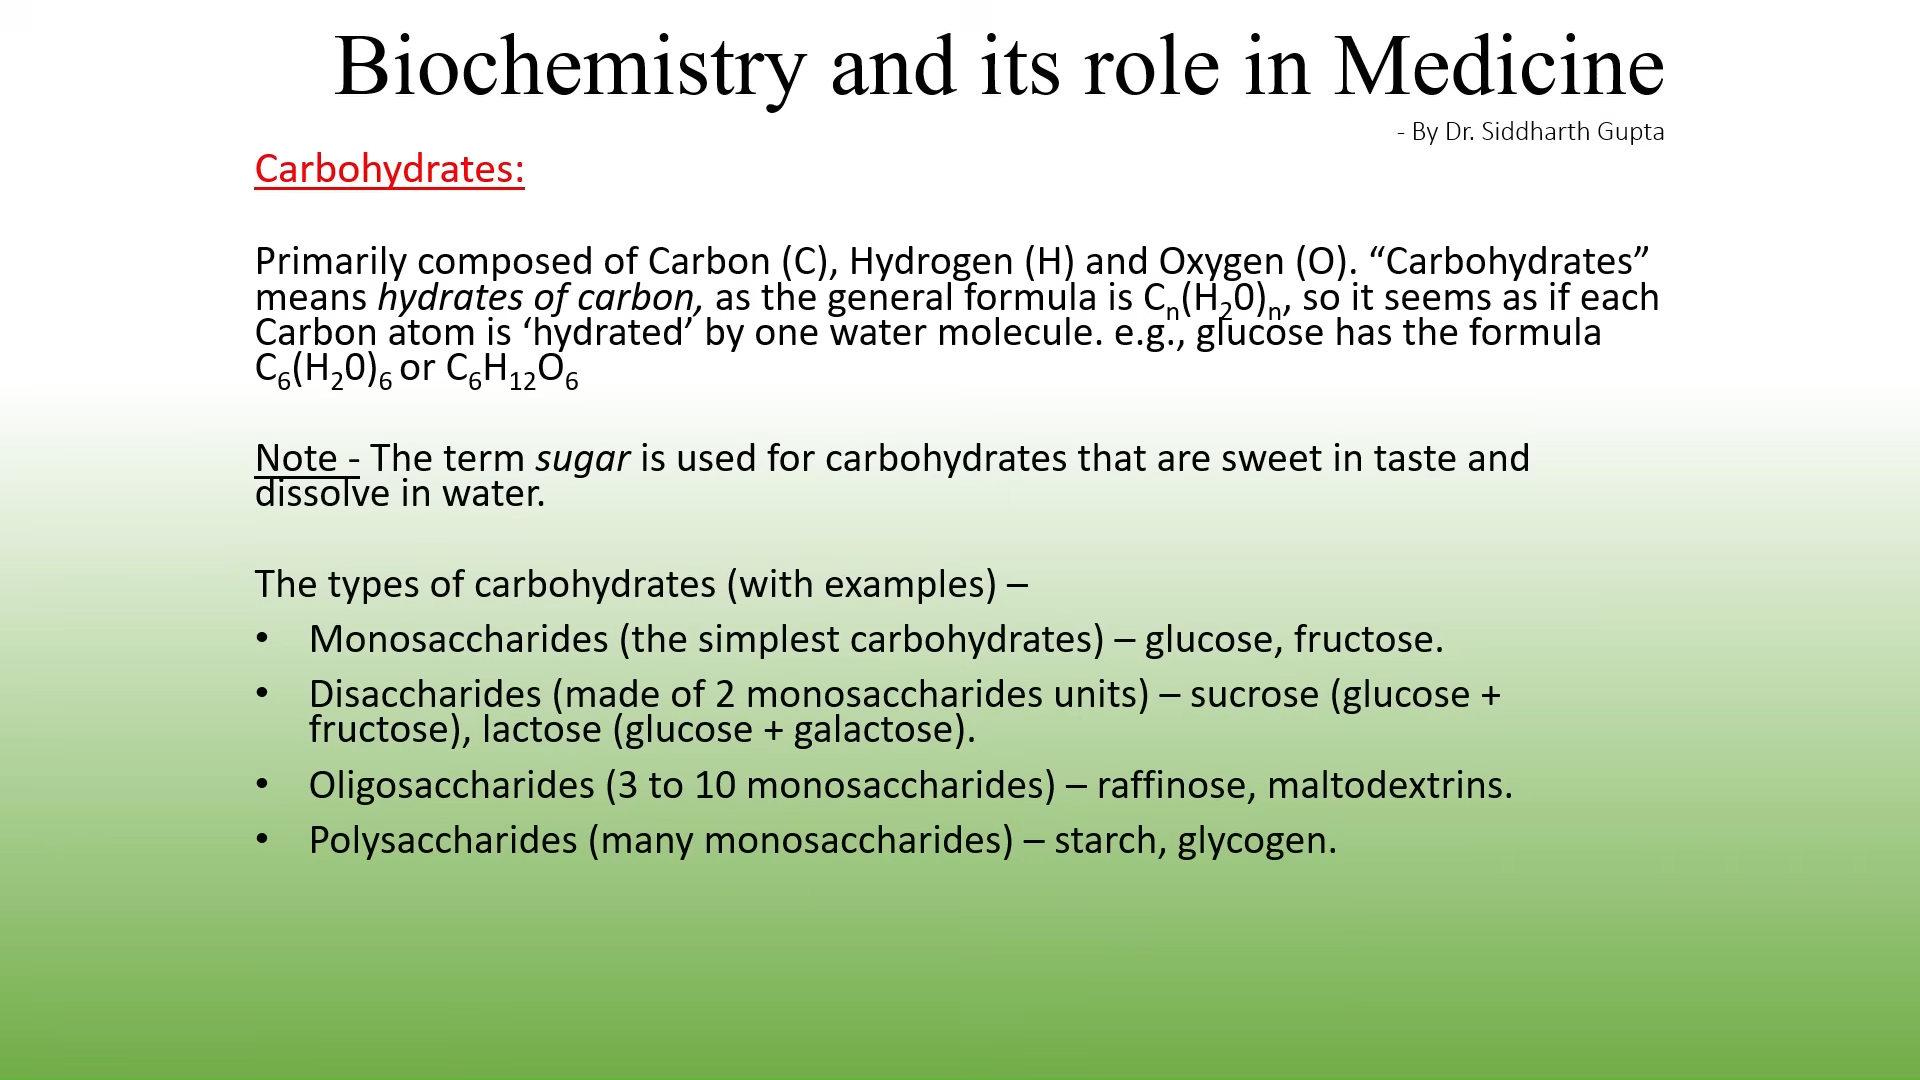 Biochemistry and its role in Medicine
- By Dr. Siddharth Gupta
Carbohydrates:
Primarily composed of Carbon (C), Hydrogen (H) and Oxygen (O). “Carbohydrates”
means hydrates of carbon, as the general formula is Cₙ(H₂0)ₙ, so it seems as if each
Carbon atom is ‘hydrated’ by one water molecule. e.g., glucose has the formula
C₆(H₂0)₆ or C₆H₁₂O₆
Note - The term sugar is used for carbohydrates that are sweet in taste and
dissolve in water.
The types of carbohydrates (with examples) –
• Monosaccharides (the simplest carbohydrates) – glucose, fructose.
• Disaccharides (made of 2 monosaccharides units) – sucrose (glucose +
fructose), lactose (glucose + galactose).
• Oligosaccharides (3 to 10 monosaccharides) – raffinose, maltodextrins.
• Polysaccharides (many monosaccharides) – starch, glycogen.